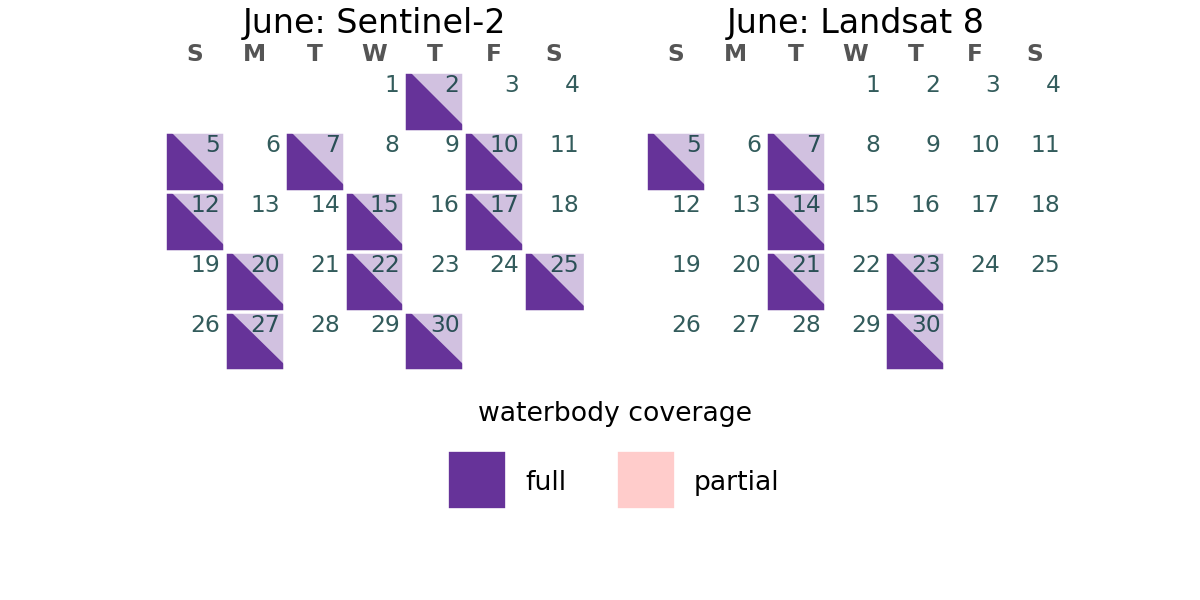 June: Sentinel-2
S M T W T F S
1 2 3 4
5 6 7 8 9 10 11
12 13 14 15 16 17 18
19 20 21 22 23 24 25
26 27 28 29 30
June: Landsat 8
S M T W T F S
1 2 3 4
5 6 7 8 9 10 11
12 13 14 15 16 17 18
19 20 21 22 23 24 25
26 27 28 29 30
waterbody coverage
full partial